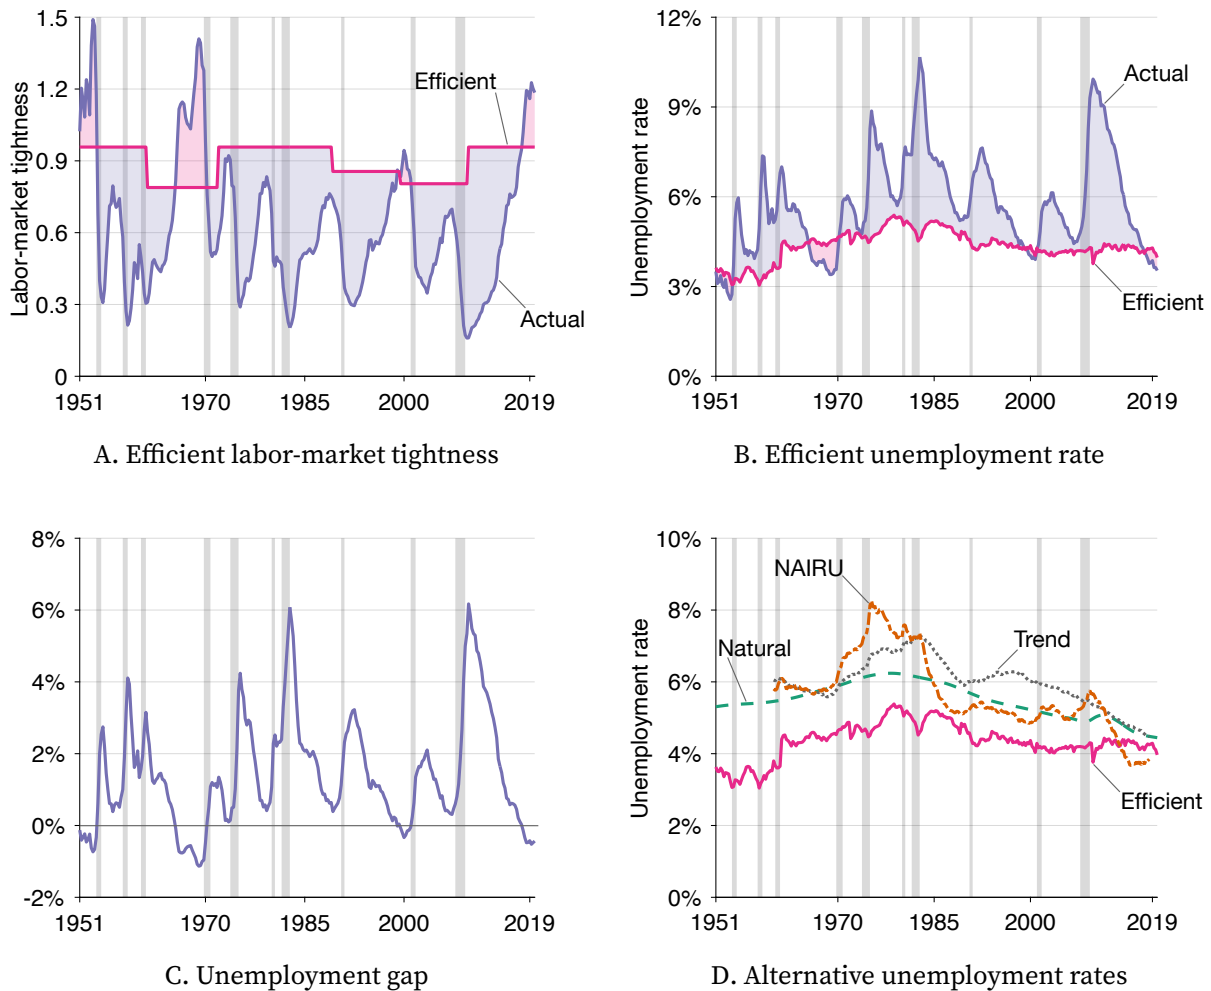 Labor-market tightness
1.5
1.2
0.9
0.6
0.3
0
1951
1970
1985
2000
2019
Efficient
Actual
A. Efficient labor-market tightness
Unemployment rate
12%
9%
6%
3%
0%
1951
1970
1985
2000
2019
Actual
Efficient
B. Efficient unemployment rate
8%
6%
4%
2%
0%
-2%
1951
1970
1985
2000
2019
C. Unemployment gap
Unemployment rate
10%
8%
6%
4%
2%
0%
1951
1970
1985
2000
2019
NAIRU
Natural
Trend
Efficient
D. Alternative unemployment rates